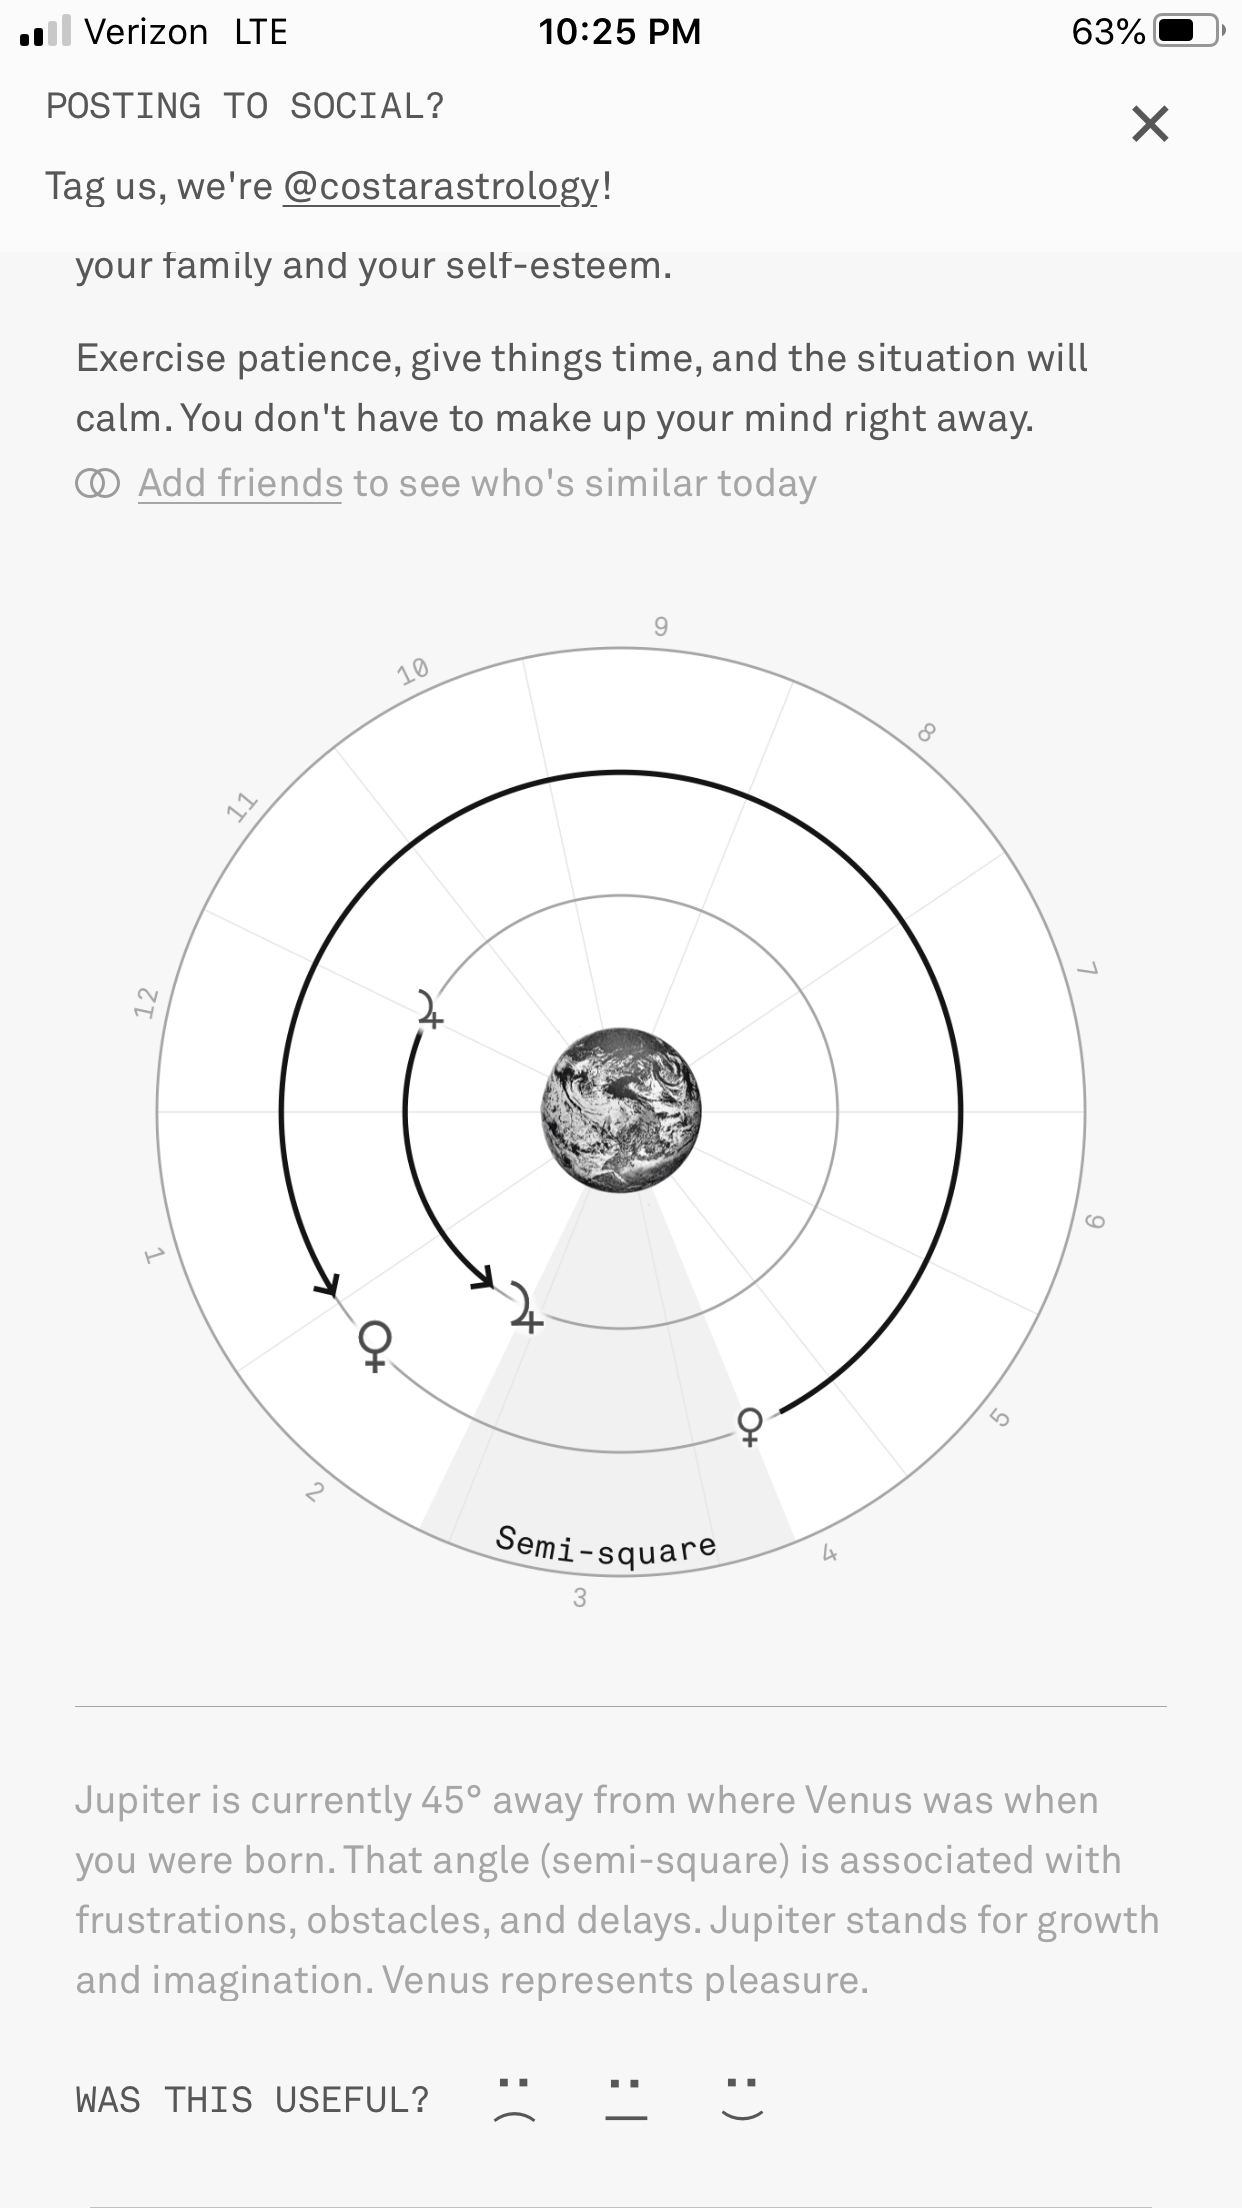 Verizon LTE 10:25 PM 63%
POSTING TO SOCIAL?
Tag us, we're @costarastrology!
your family and your self-esteem.
Exercise patience, give things time, and the situation will
calm. You don't have to make up your mind right away.
Add friends to see who's similar today
9
10
8
11
7
12
6
1
5
2
Semi-square
4
3
Jupiter is currently 45° away from where Venus was when
you were born. That angle (semi-square) is associated with
frustrations, obstacles, and delays. Jupiter stands for growth
and imagination. Venus represents pleasure.
WAS THIS USEFUL?